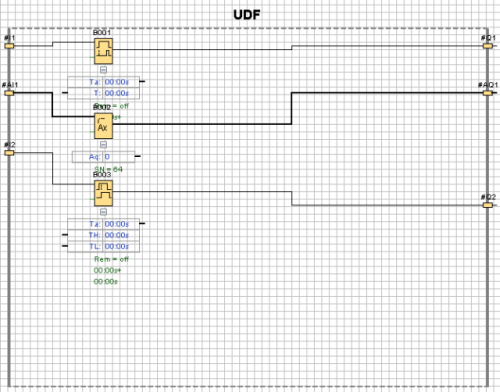 UDF
#I1
B001
#Q1
Ta: 00:00s
T: 00:00s
#AI1
Rem = off
#AQ1
B002
Ax
Aq: 0
#I2
SN = 64
B003
#Q2
Ta: 00:00s
TH: 00:00s
TL: 00:00s
Rem = off
00:00s+
00:00s